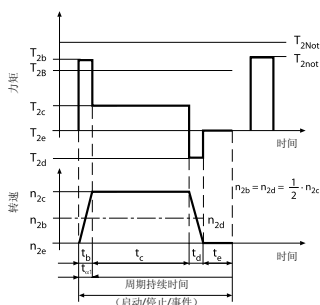 T2b
T2B
T2c
T2e
T2d
力矩
T2Not
T2not
时间
n2c
n2b
n2e
转速
n2d
n2b = n2d = 1/2 · n2c
时间
tb
tc
td
te
周期持续时间
(启动/停止/事件)